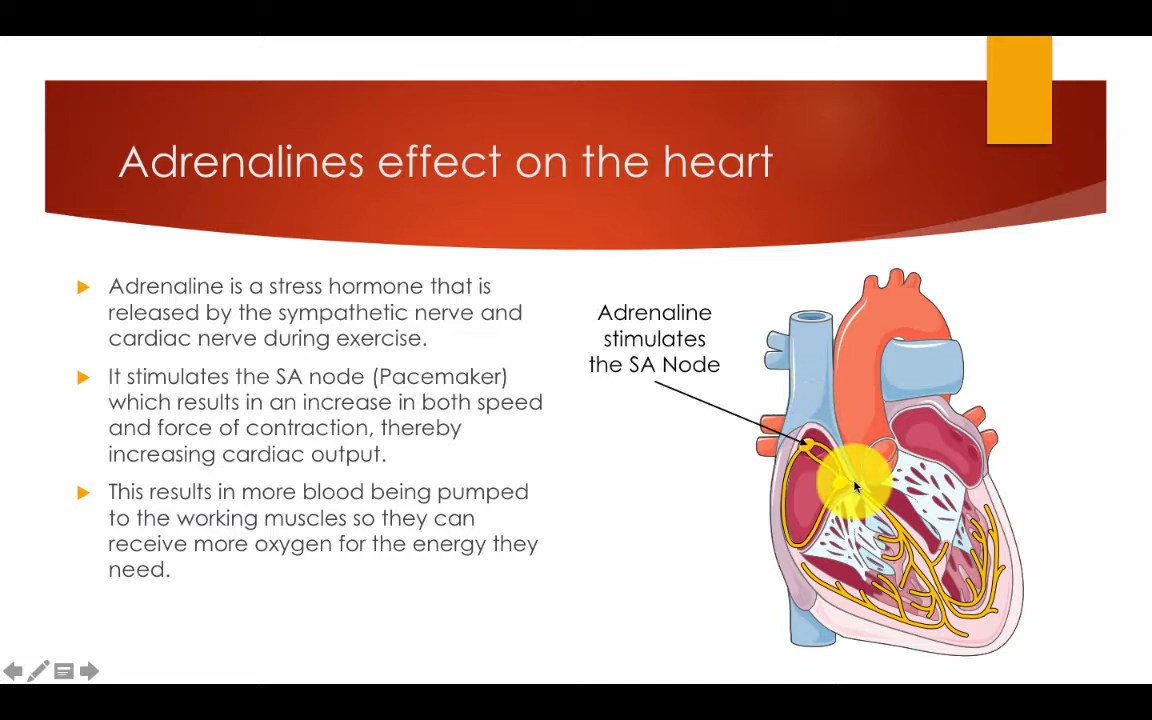 Adrenalines effect on the heart
Adrenaline is a stress hormone that is
released by the sympathetic nerve and
cardiac nerve during exercise.
It stimulates the SA node (Pacemaker)
which results in an increase in both speed
and force of contraction, thereby
increasing cardiac output.
This results in more blood being pumped
to the working muscles so they can
receive more oxygen for the energy they
need.
Adrenaline
stimulates
the SA Node